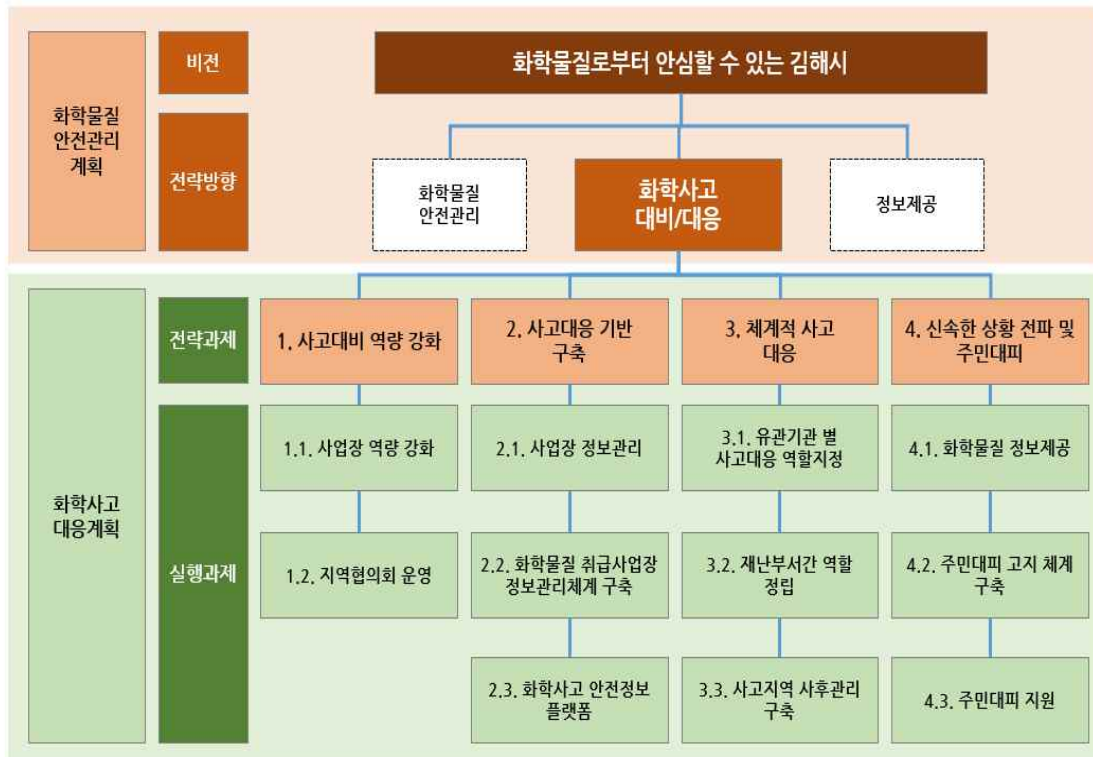 화학물질
안전관리
계획
비전
화학물질로부터 안심할 수 있는 김해시
전략방향
화학물질
안전관리
화학사고
대비/대응
정보제공
화학사고
대응계획
전략과제
1. 사고대비 역량 강화
2. 사고대응 기반
구축
3. 체계적 사고
대응
4. 신속한 상황 전파 및
주민대피
실행과제
1.1. 사업장 역량 강화
2.1. 사업장 정보관리
3.1. 유관기관 별
사고대응 역할지정
4.1. 화학물질 정보제공
1.2. 지역협의회 운영
2.2. 화학물질 취급사업장
정보관리체계 구축
3.2. 재난부서간 역할
정립
4.2. 주민대피 고지 체계
구축
2.3. 화학사고 안전정보
플랫폼
3.3. 사고지역 사후관리
구축
4.3. 주민대피 지원